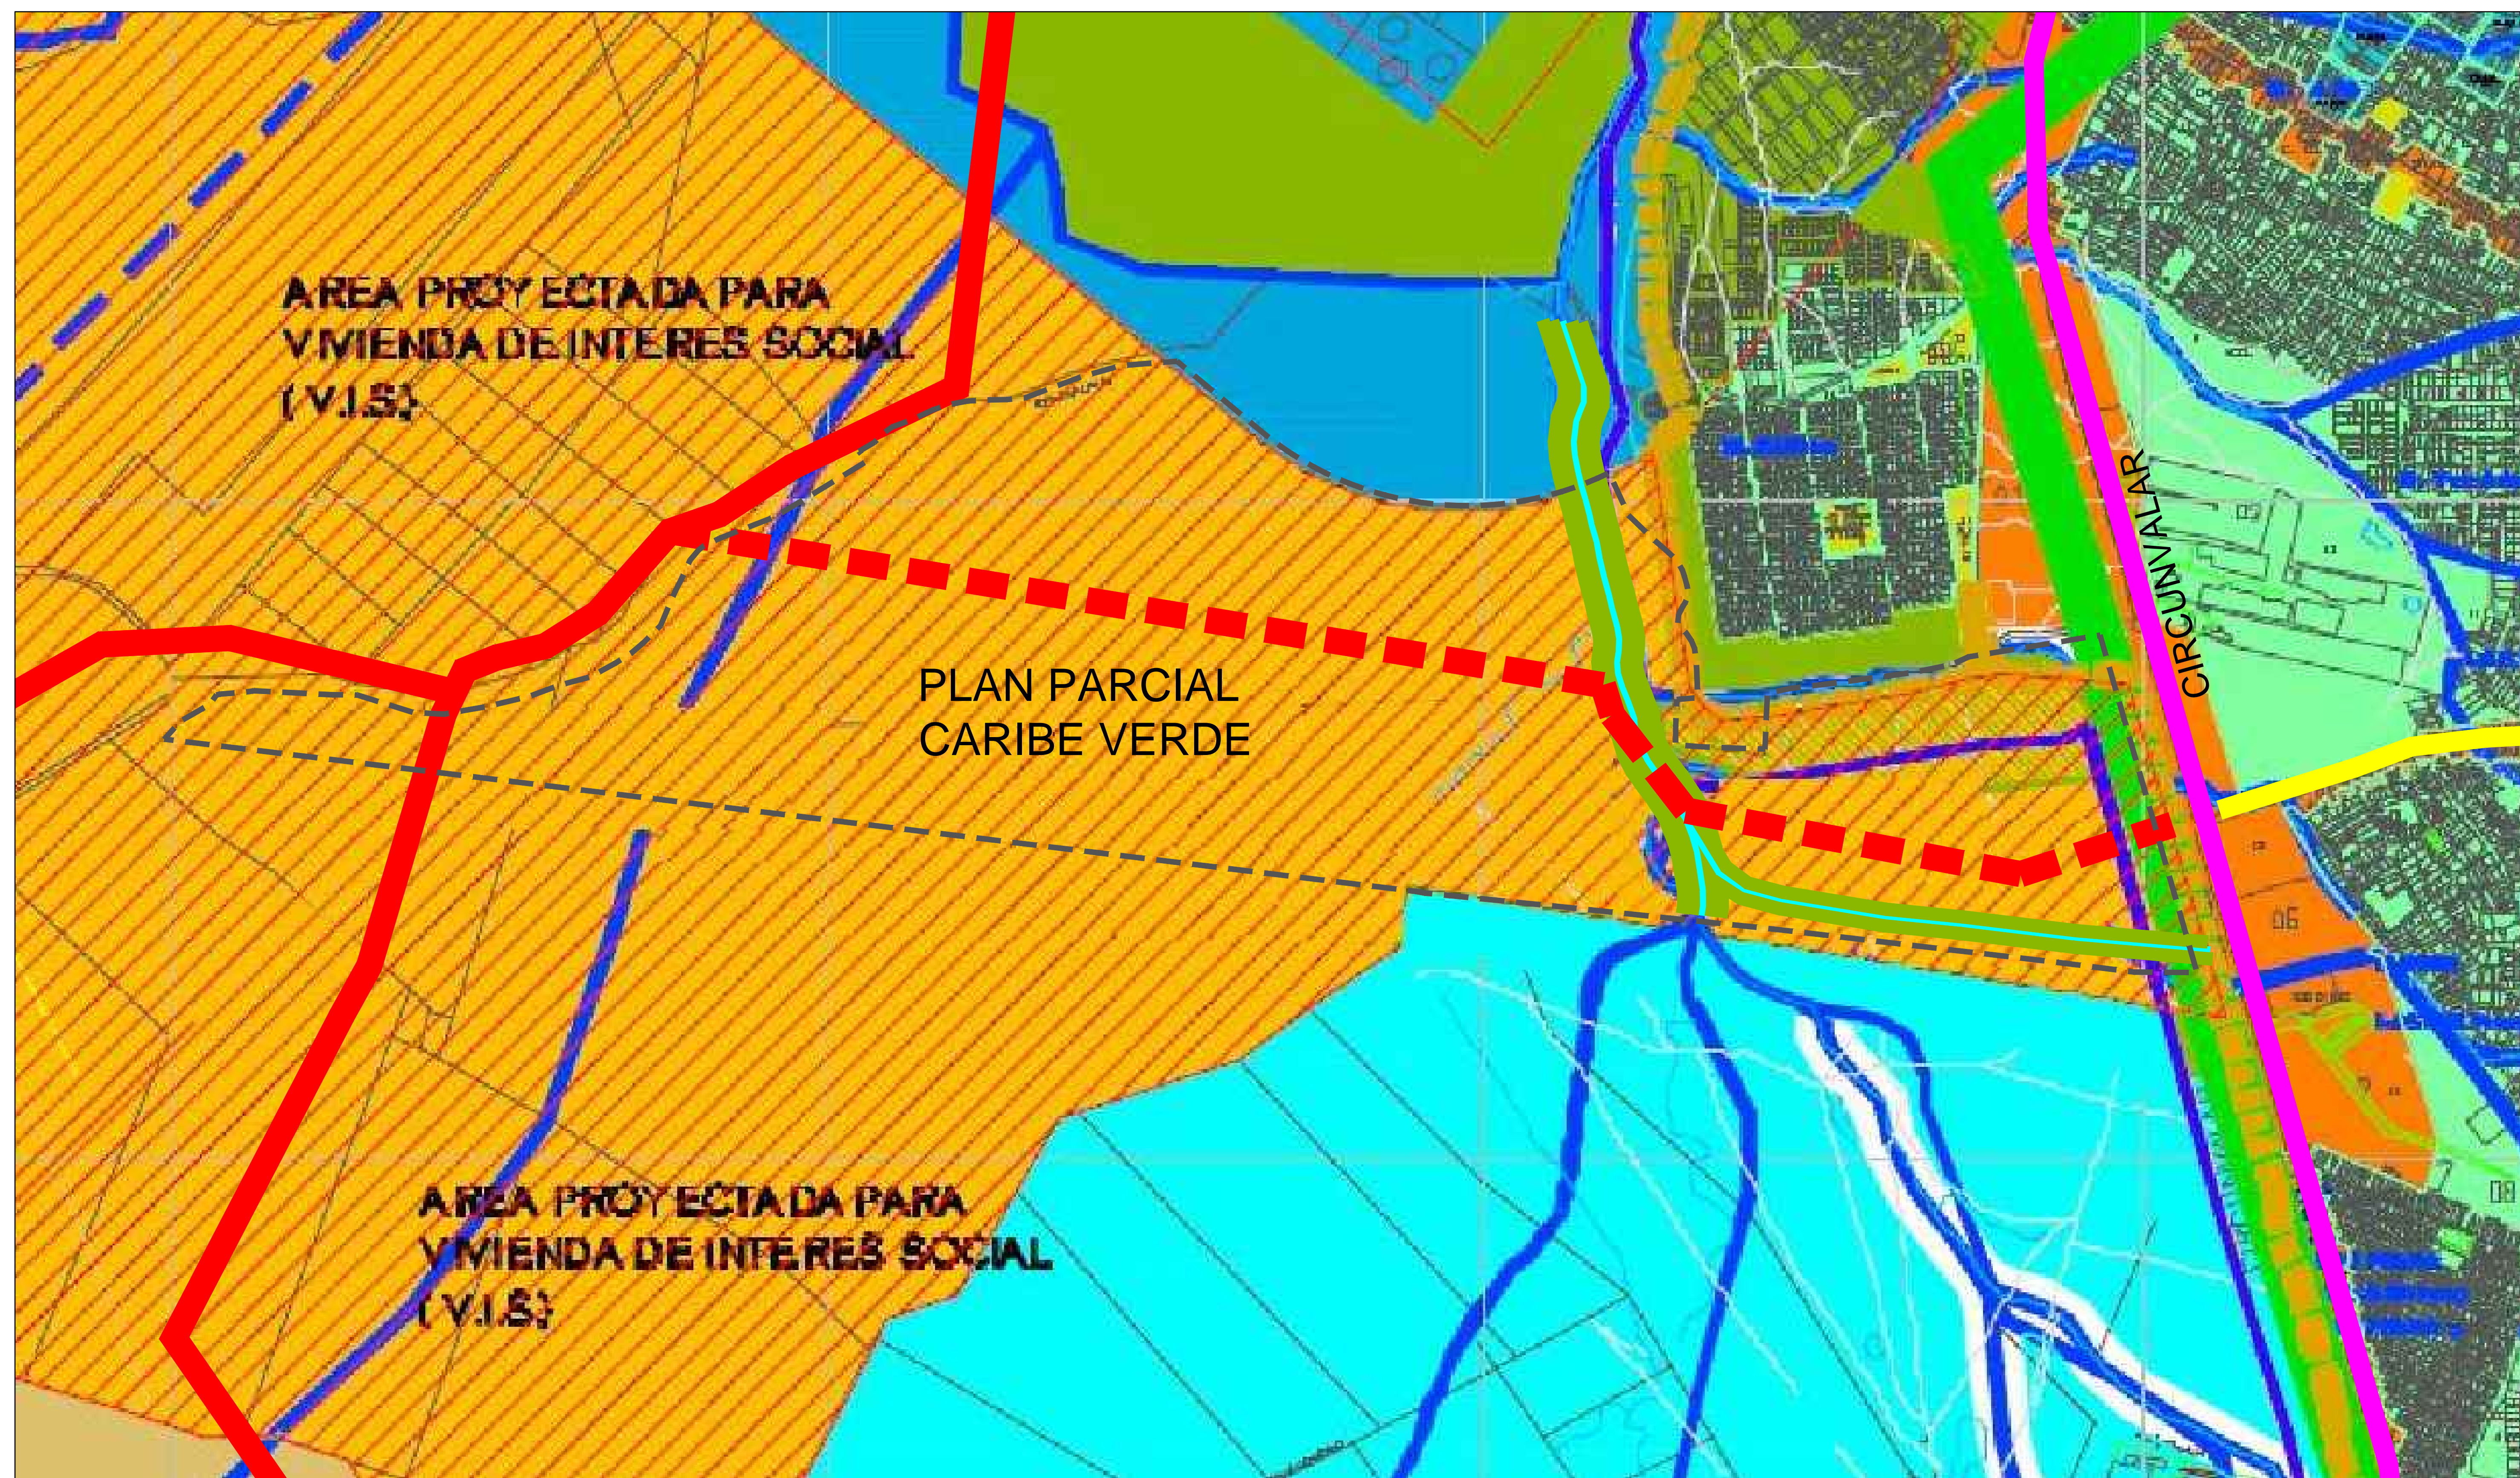 AREA PROYECTADA PARA
VIVIENDA DE INTERES SOCIAL
( V.I.S)
CIRCUNVALAR
PLAN PARCIAL
CARIBE VERDE
AREA PROYECTADA PARA
VIVIENDA DE INTERES SOCIAL
( V.I.S)